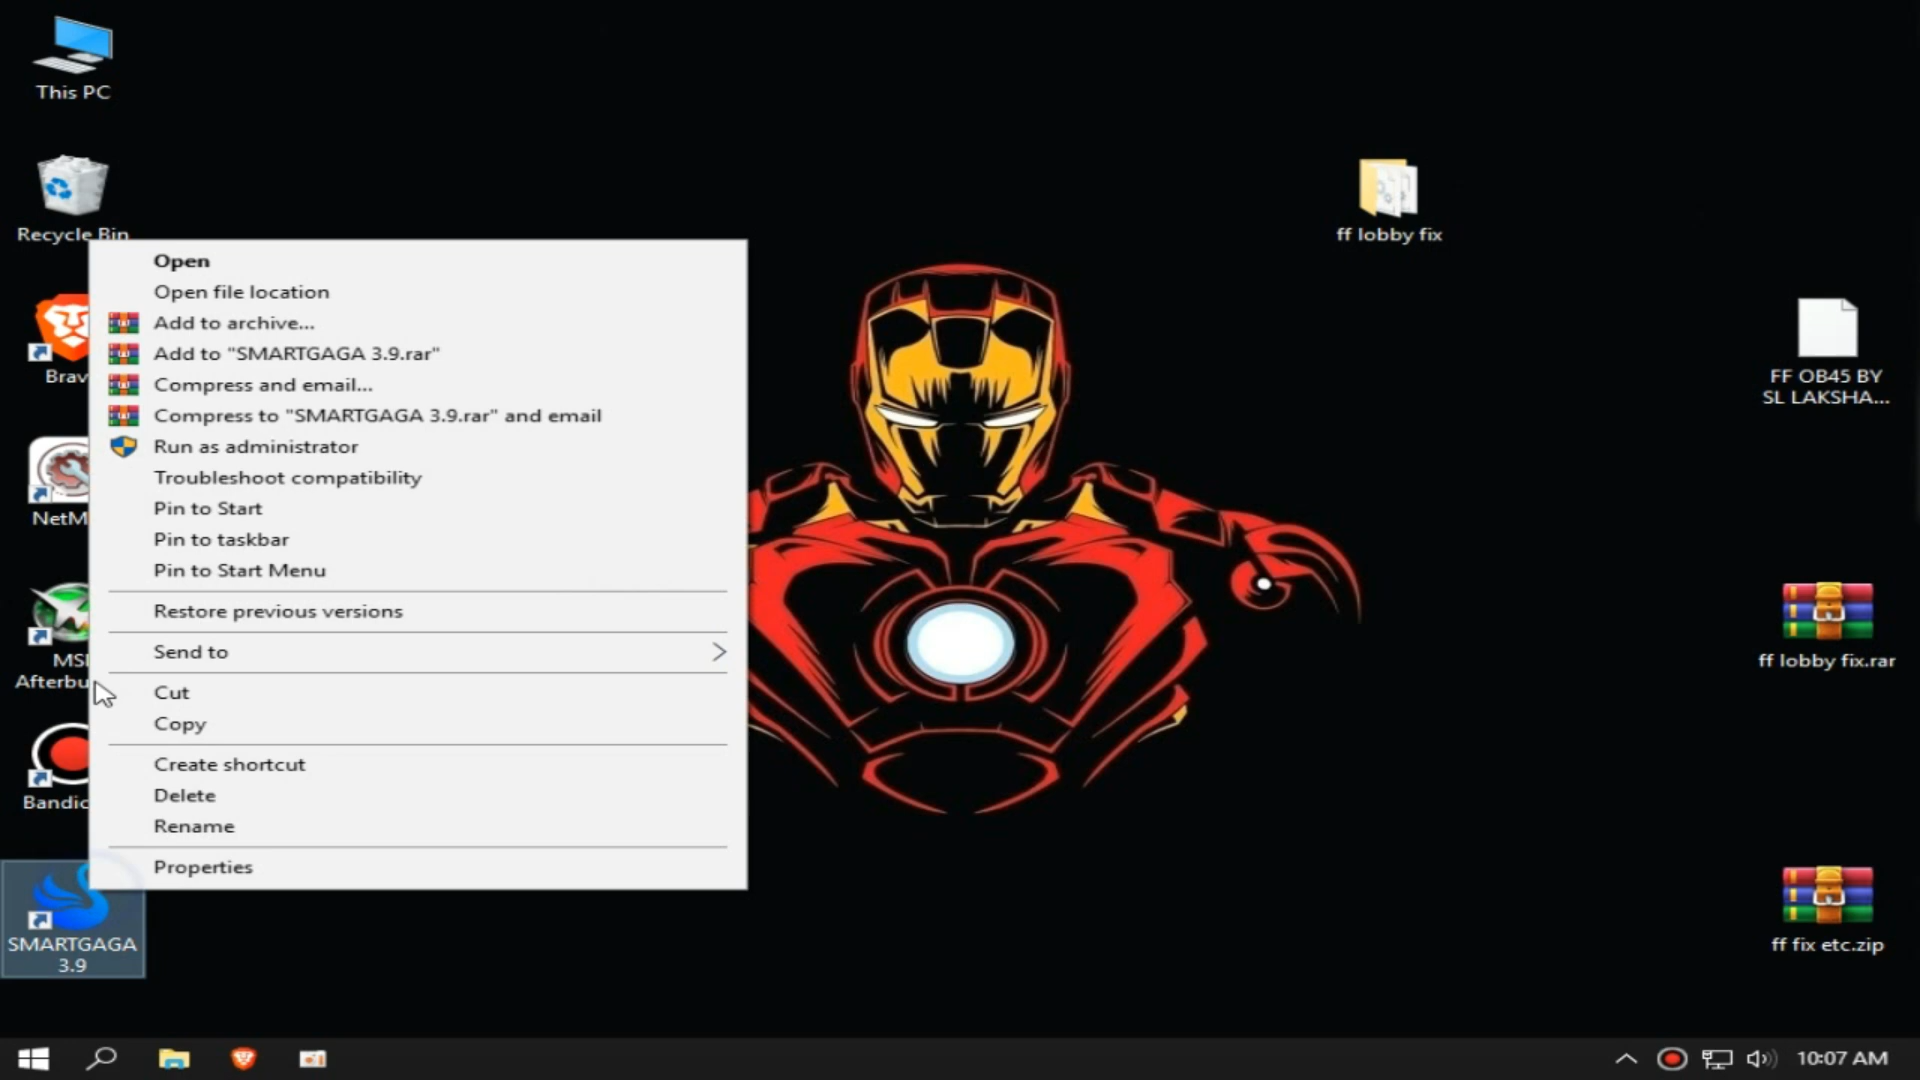 This PC
Recycle Bin
Brav
NetM
MSI
Afterbu
Bandic
SMARTGAGA
3.9
Open
Open file location
Add to archive...
Add to "SMARTGAGA 3.9.rar"
Compress and email...
Compress to "SMARTGAGA 3.9.rar" and email
Run as administrator
Troubleshoot compatibility
Pin to Start
Pin to taskbar
Pin to Start Menu
Restore previous versions
Send to
Cut
Copy
Create shortcut
Delete
Rename
Properties
ff lobby fix
FF OB45 BY
SL LAKSHA...
ff lobby fix.rar
ff fix etc.zip
10:07 AM